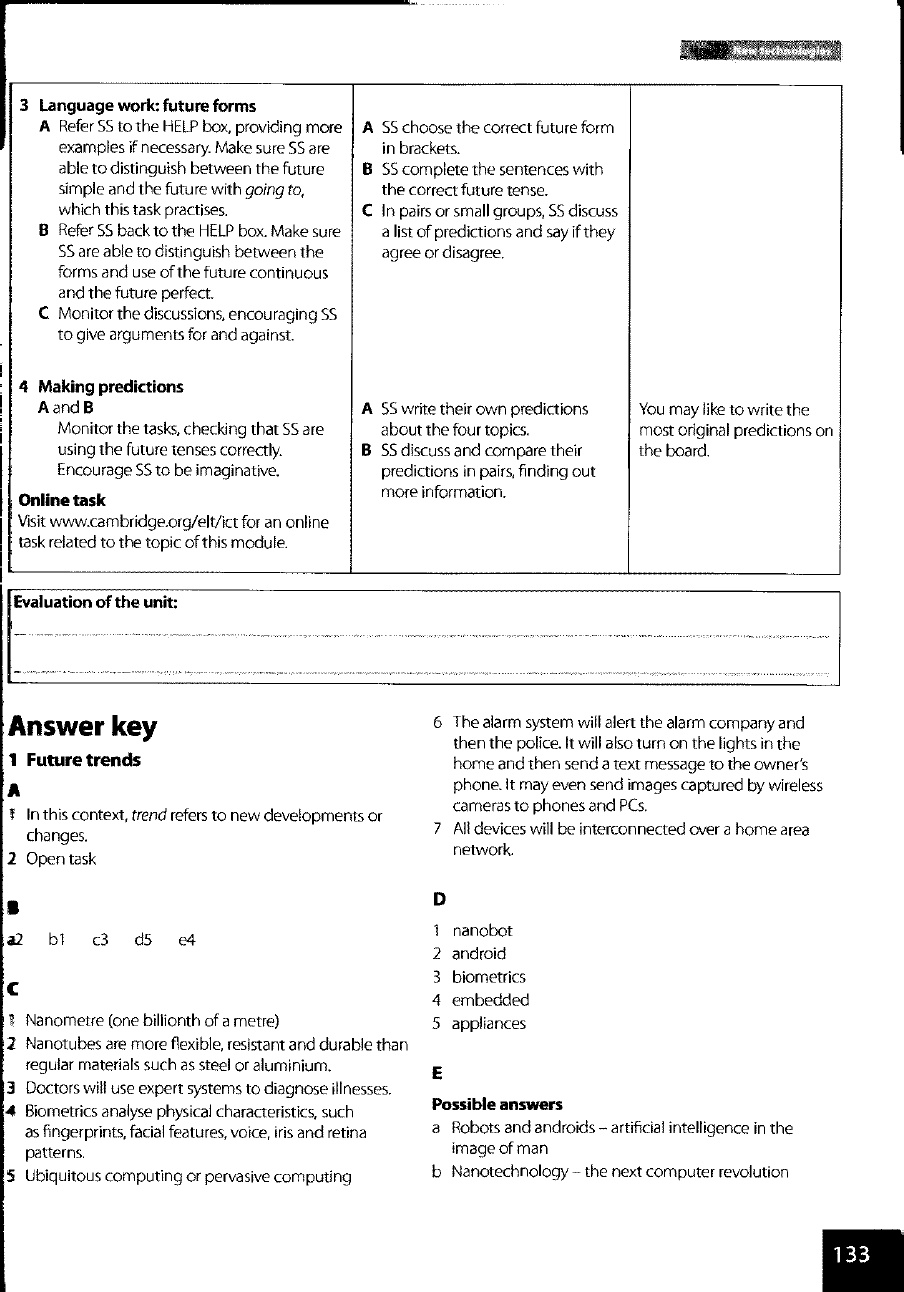 New technologies
3 Language work: future forms
A Refer SS to the HELP box, providing more
examples if necessary. Make sure SS are
able to distinguish between the future
simple and the future with going to,
which this task practises.
B Refer SS back to the HELP box. Make sure
SS are able to distinguish between the
forms and use of the future continuous
and the future perfect.
C Monitor the discussions, encouraging SS
to give arguments for and against.
A SS choose the correct future form
in brackets.
B SS complete the sentences with
the correct future tense.
C In pairs or small groups, SS discuss
a list of predictions and say if they
agree or disagree.
4 Making predictions
A and B
Monitor the tasks, checking that SS are
using the future tenses correctly.
Encourage SS to be imaginative.
Online task
Visit www.cambridge.org/elt/ict for an online
task related to the topic of this module.
A SS write their own predictions
about the four topics.
B SS discuss and compare their
predictions in pairs, finding out
more information.
You may like to write the
most original predictions on
the board.
Evaluation of the unit:
Answer key
1 Future trends
A
1 In this context, trend refers to new developments or
changes.
2 Open task
B
a2 b1 c3 d5 e4
C
1 Nanometre (one billionth of a metre)
2 Nanotubes are more flexible, resistant and durable than
regular materials such as steel or aluminium.
3 Doctors will use expert systems to diagnose illnesses.
4 Biometrics analyse physical characteristics, such
as fingerprints, facial features, voice, iris and retina
patterns.
5 Ubiquitous computing or pervasive computing
6 The alarm system will alert the alarm company and
then the police. It will also turn on the lights in the
home and then send a text message to the owner's
phone. It may even send images captured by wireless
cameras to phones and PCs.
7 All devices will be interconnected over a home area
network.
D
1 nanobot
2 android
3 biometrics
4 embedded
5 appliances
E
Possible answers
a Robots and androids – artificial intelligence in the
image of man
b Nanotechnology – the next computer revolution
133